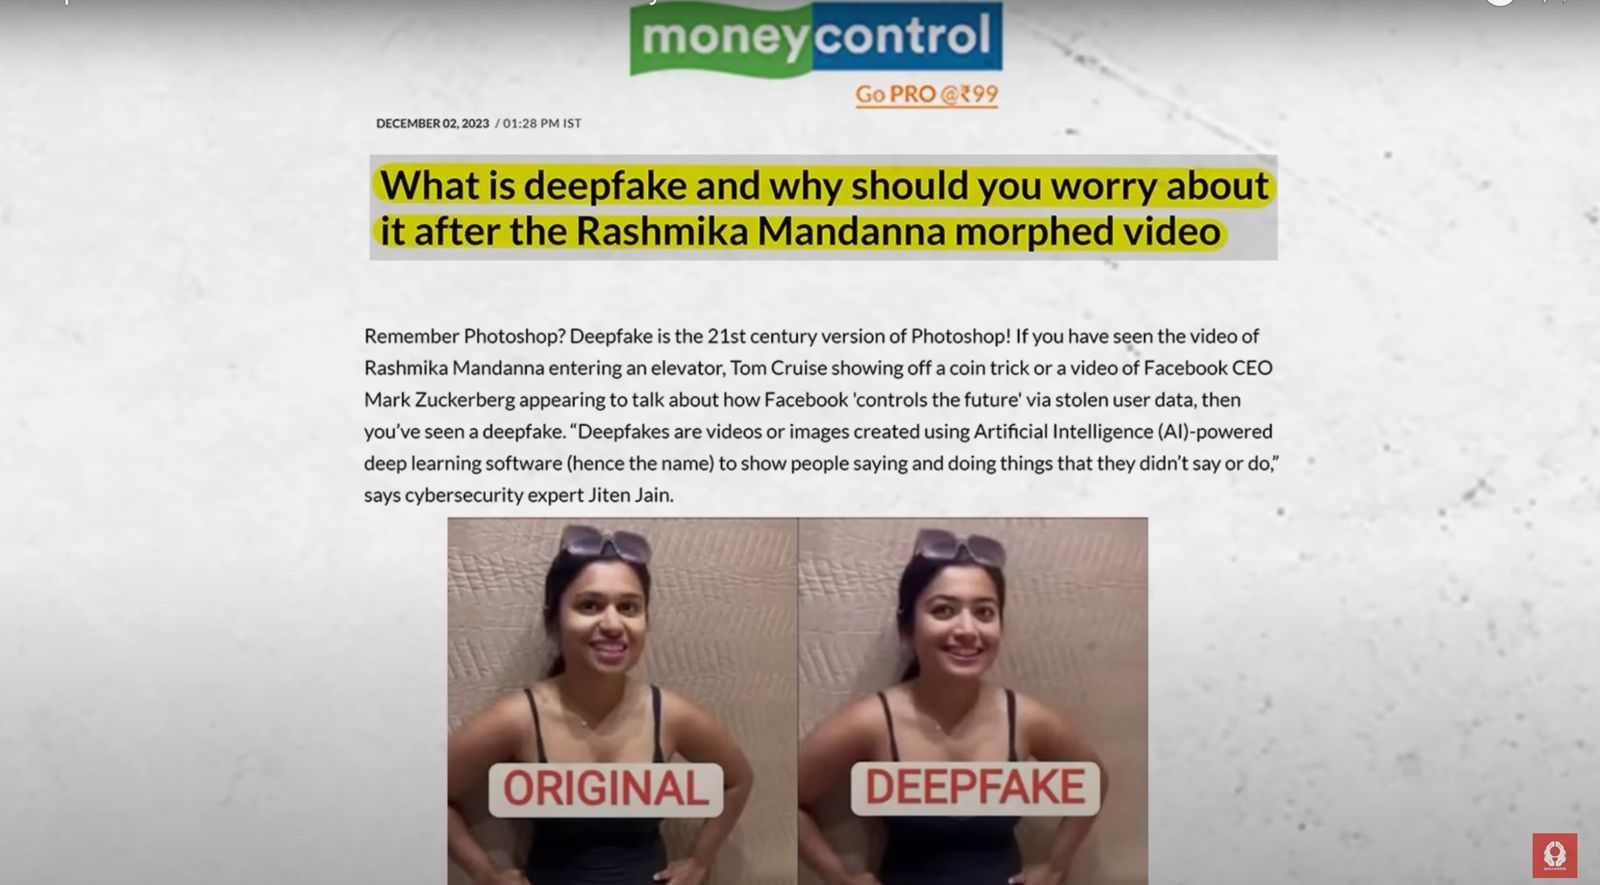 moneycontrol
Go PRO @₹99
DECEMBER 02, 2023 / 01:28 PM IST
What is deepfake and why should you worry about
it after the Rashmika Mandanna morphed video
Remember Photoshop? Deepfake is the 21st century version of Photoshop! If you have seen the video of
Rashmika Mandanna entering an elevator, Tom Cruise showing off a coin trick or a video of Facebook CEO
Mark Zuckerberg appearing to talk about how Facebook 'controls the future' via stolen user data, then
you’ve seen a deepfake. “Deepfakes are videos or images created using Artificial Intelligence (AI)-powered
deep learning software (hence the name) to show people saying and doing things that they didn’t say or do,”
says cybersecurity expert Jiten Jain.
ORIGINAL
DEEPFAKE